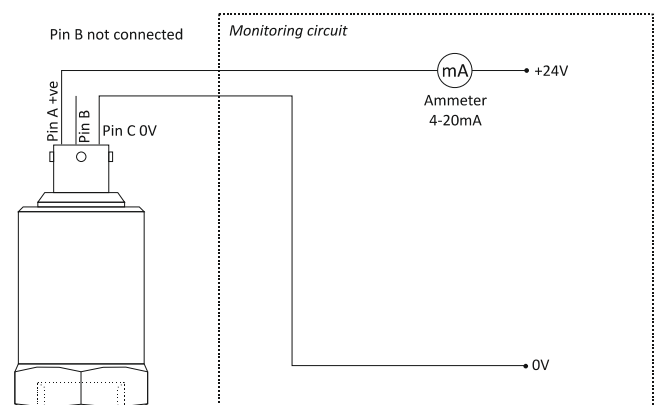 Pin B not connected
Monitoring circuit
Pin A +ve
Pin B
Pin C 0V
mA
+24V
Ammeter
4-20mA
0V